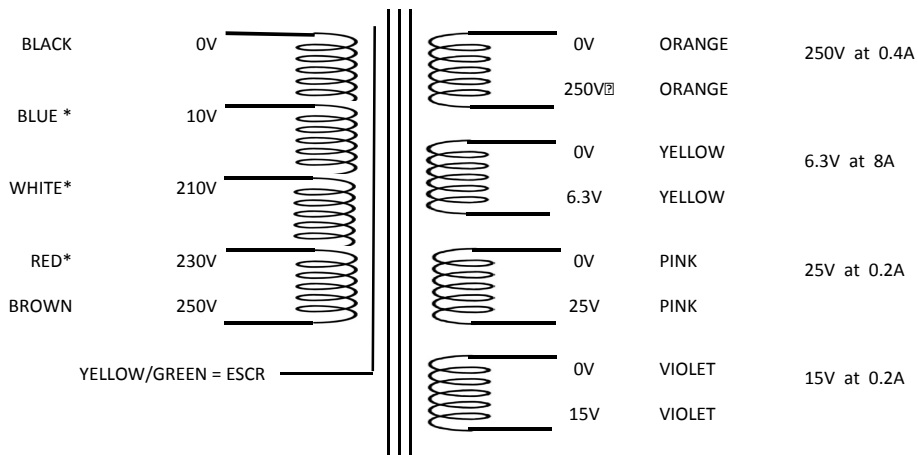 BLACK 0V
BLUE * 10V
WHITE* 210V
RED* 230V
BROWN 250V
YELLOW/GREEN = ESCR
0V ORANGE
250V at 0.4A
250V⍰ ORANGE
0V YELLOW
6.3V at 8A
6.3V YELLOW
0V PINK
25V at 0.2A
25V PINK
0V VIOLET
15V at 0.2A
15V VIOLET